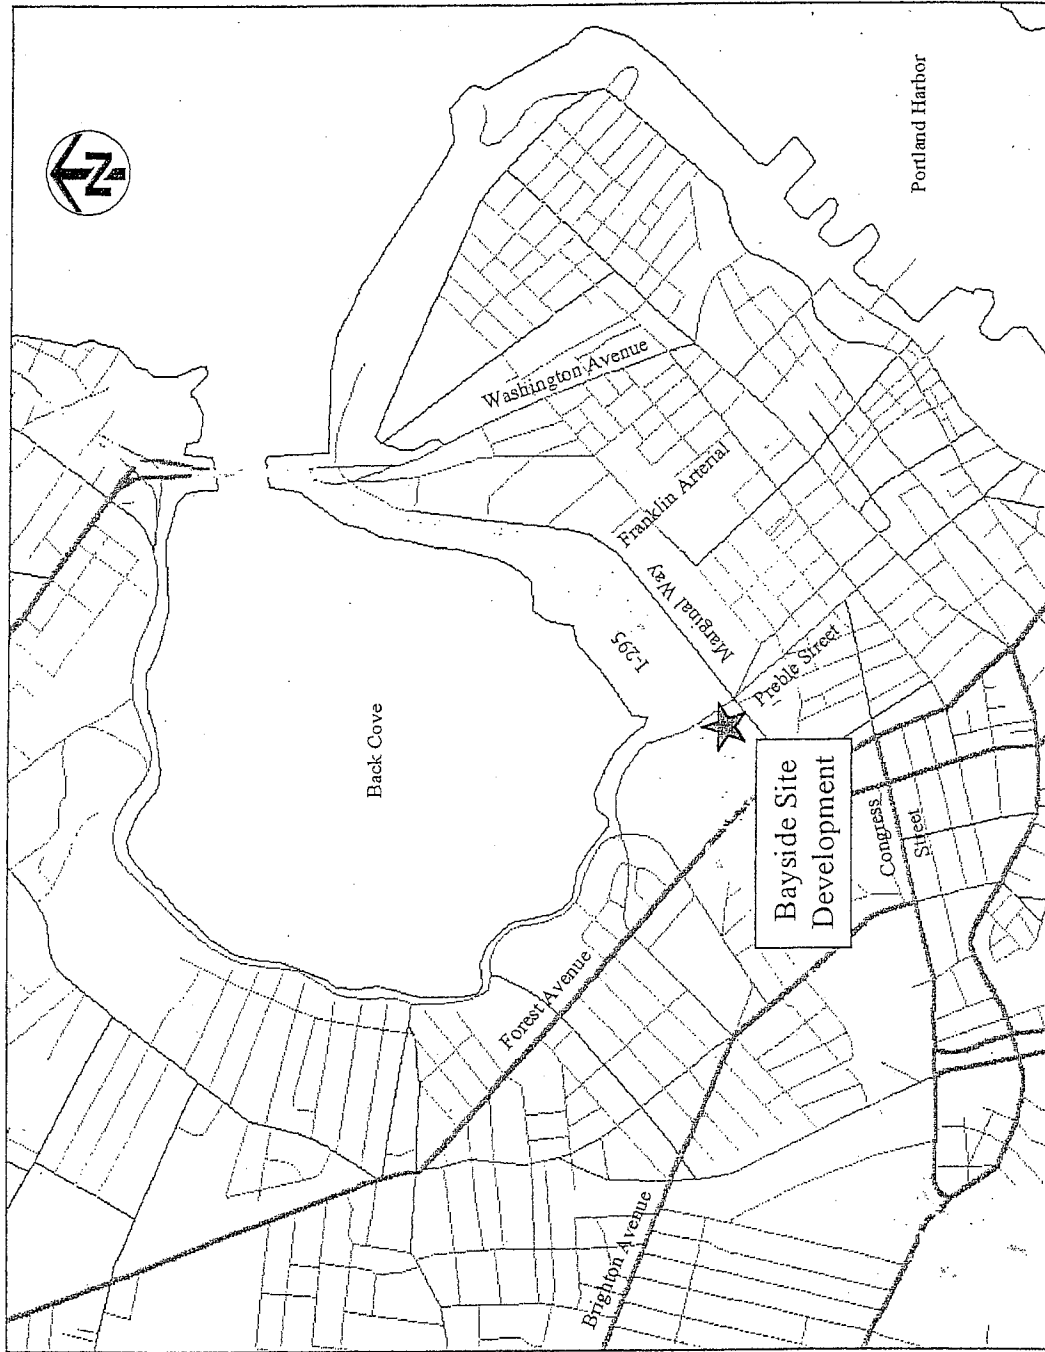 N
Back Cove
Washington Avenue
Forest Avenue
Brighton Avenue
I-295
Franklin Arterial
Marginal Way
Preble Street
Bayside Site
Development
Congress
Street
Portland Harbor